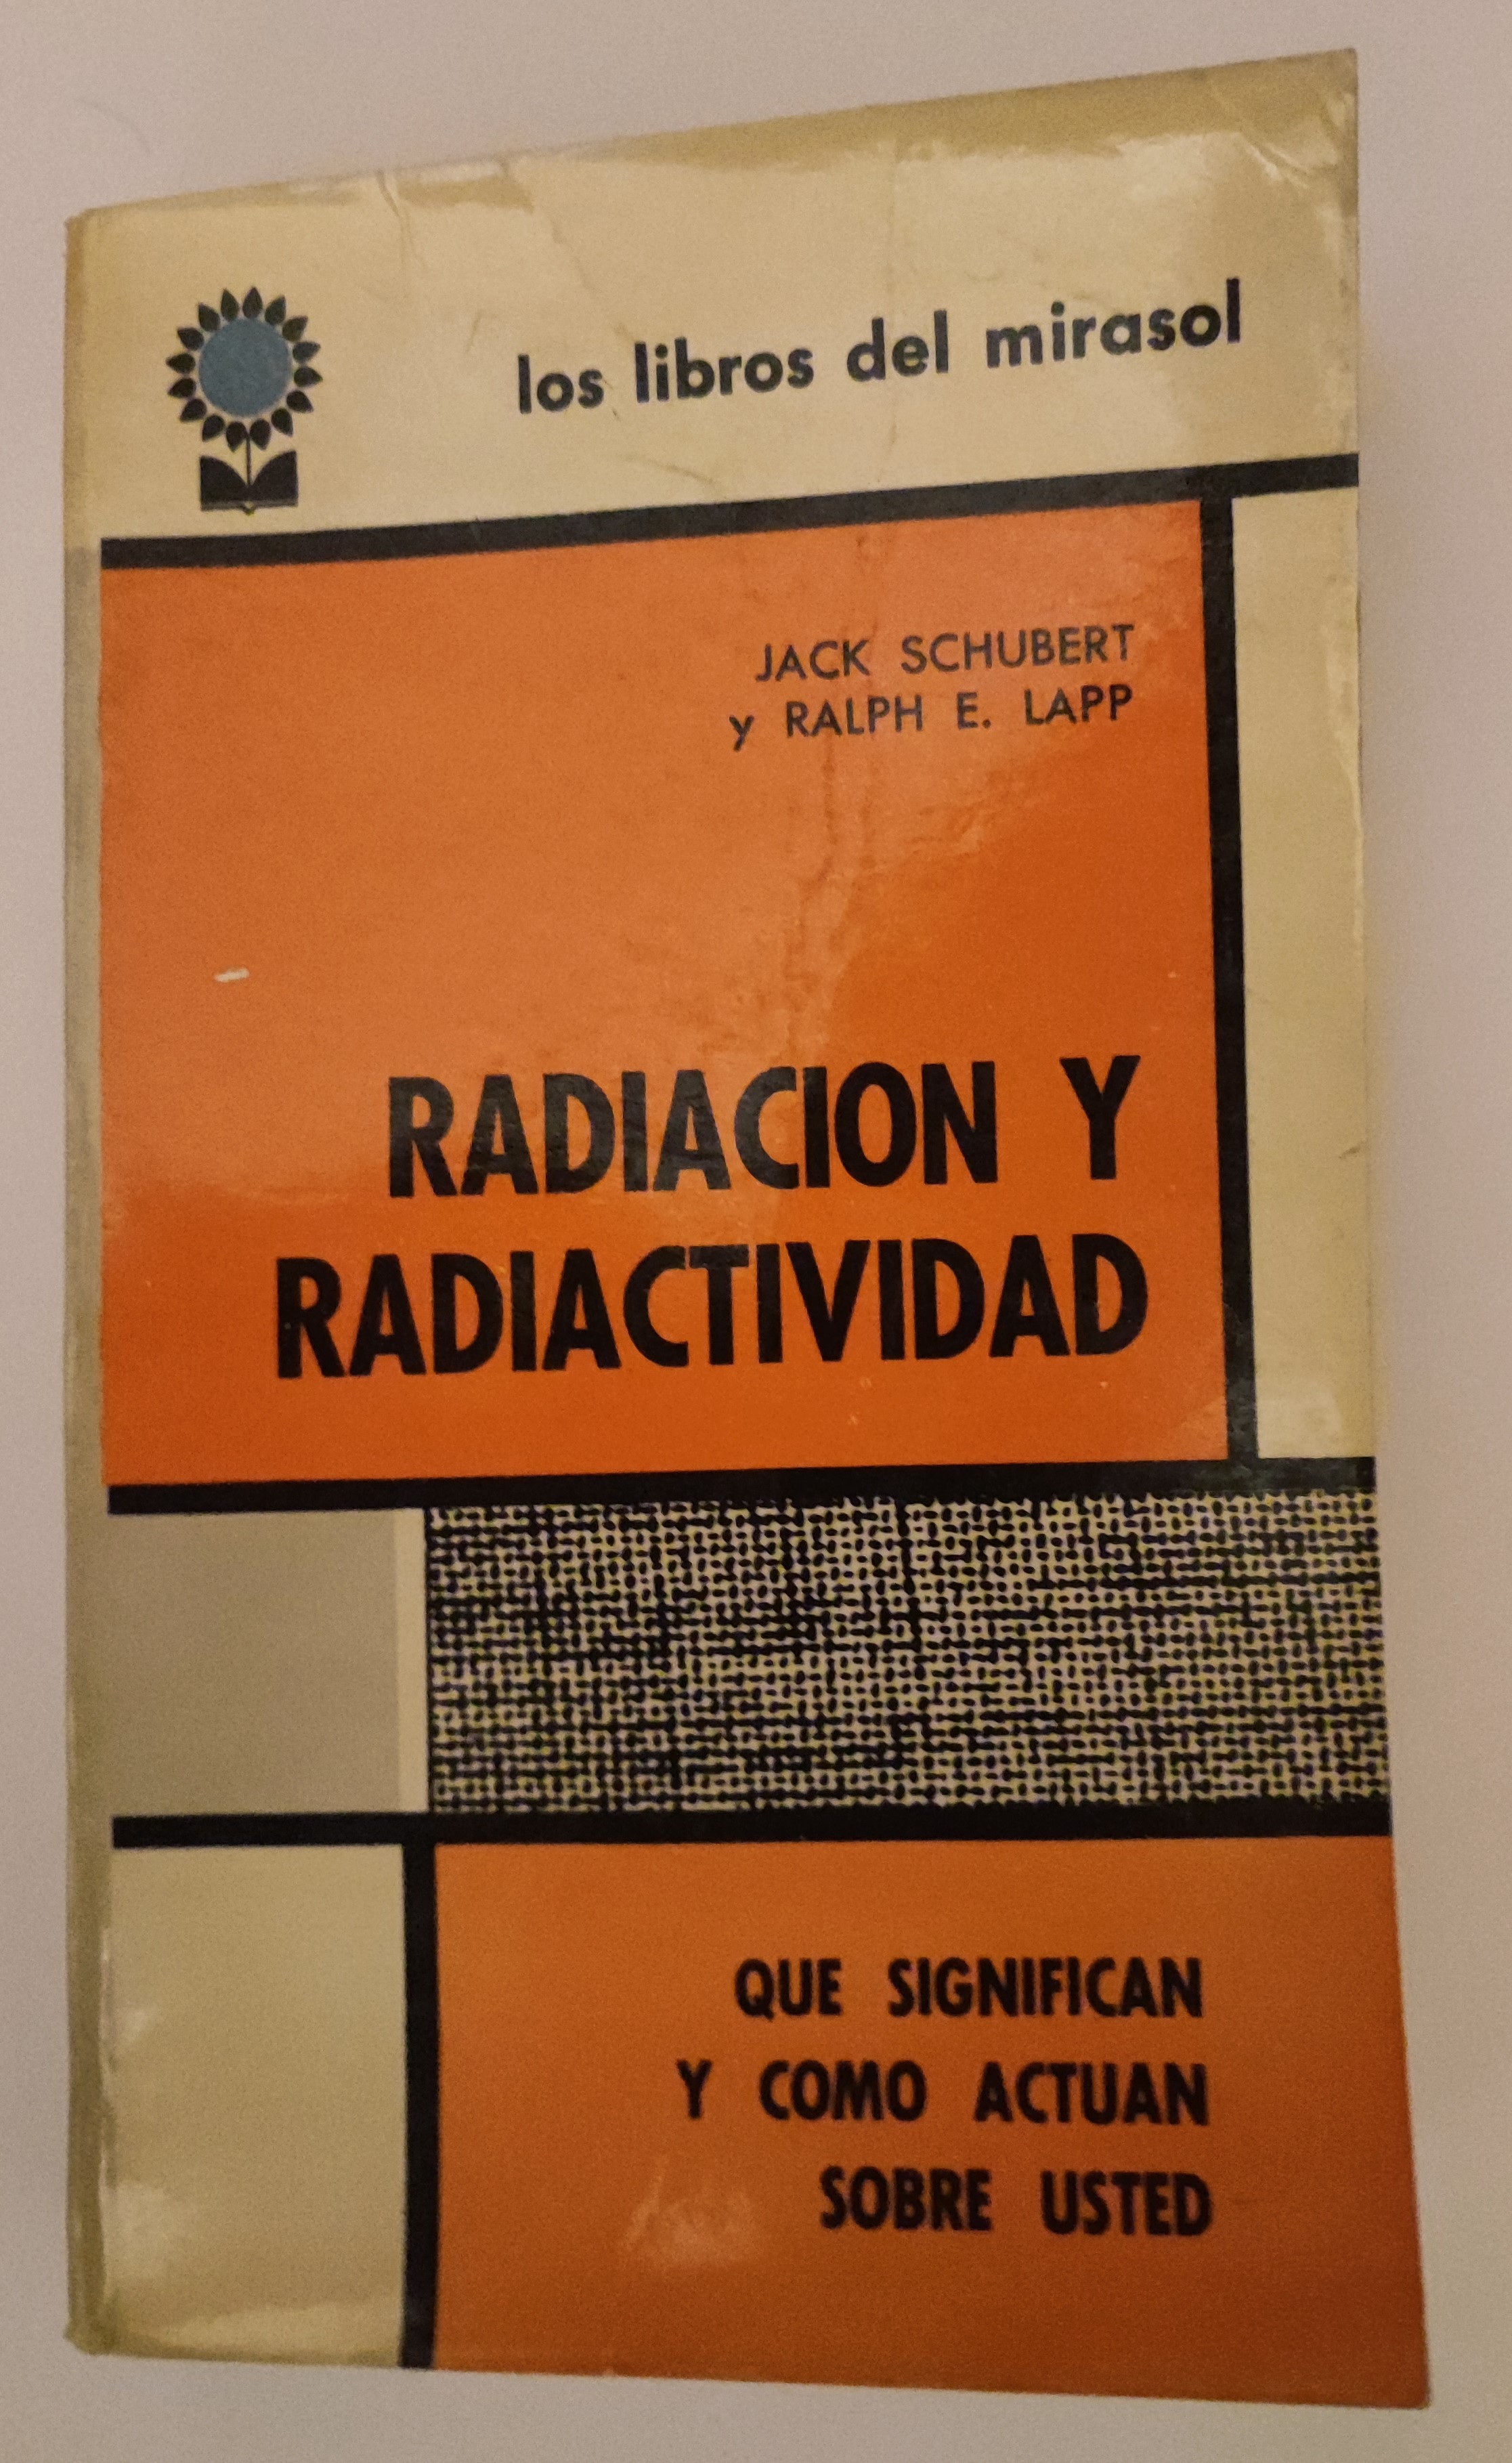 los libros del mirasol
JACK SCHUBERT
y RALPH E. LAPP
RADIACION Y
RADIACTIVIDAD
QUE SIGNIFICAN
Y COMO ACTUAN
SOBRE USTED